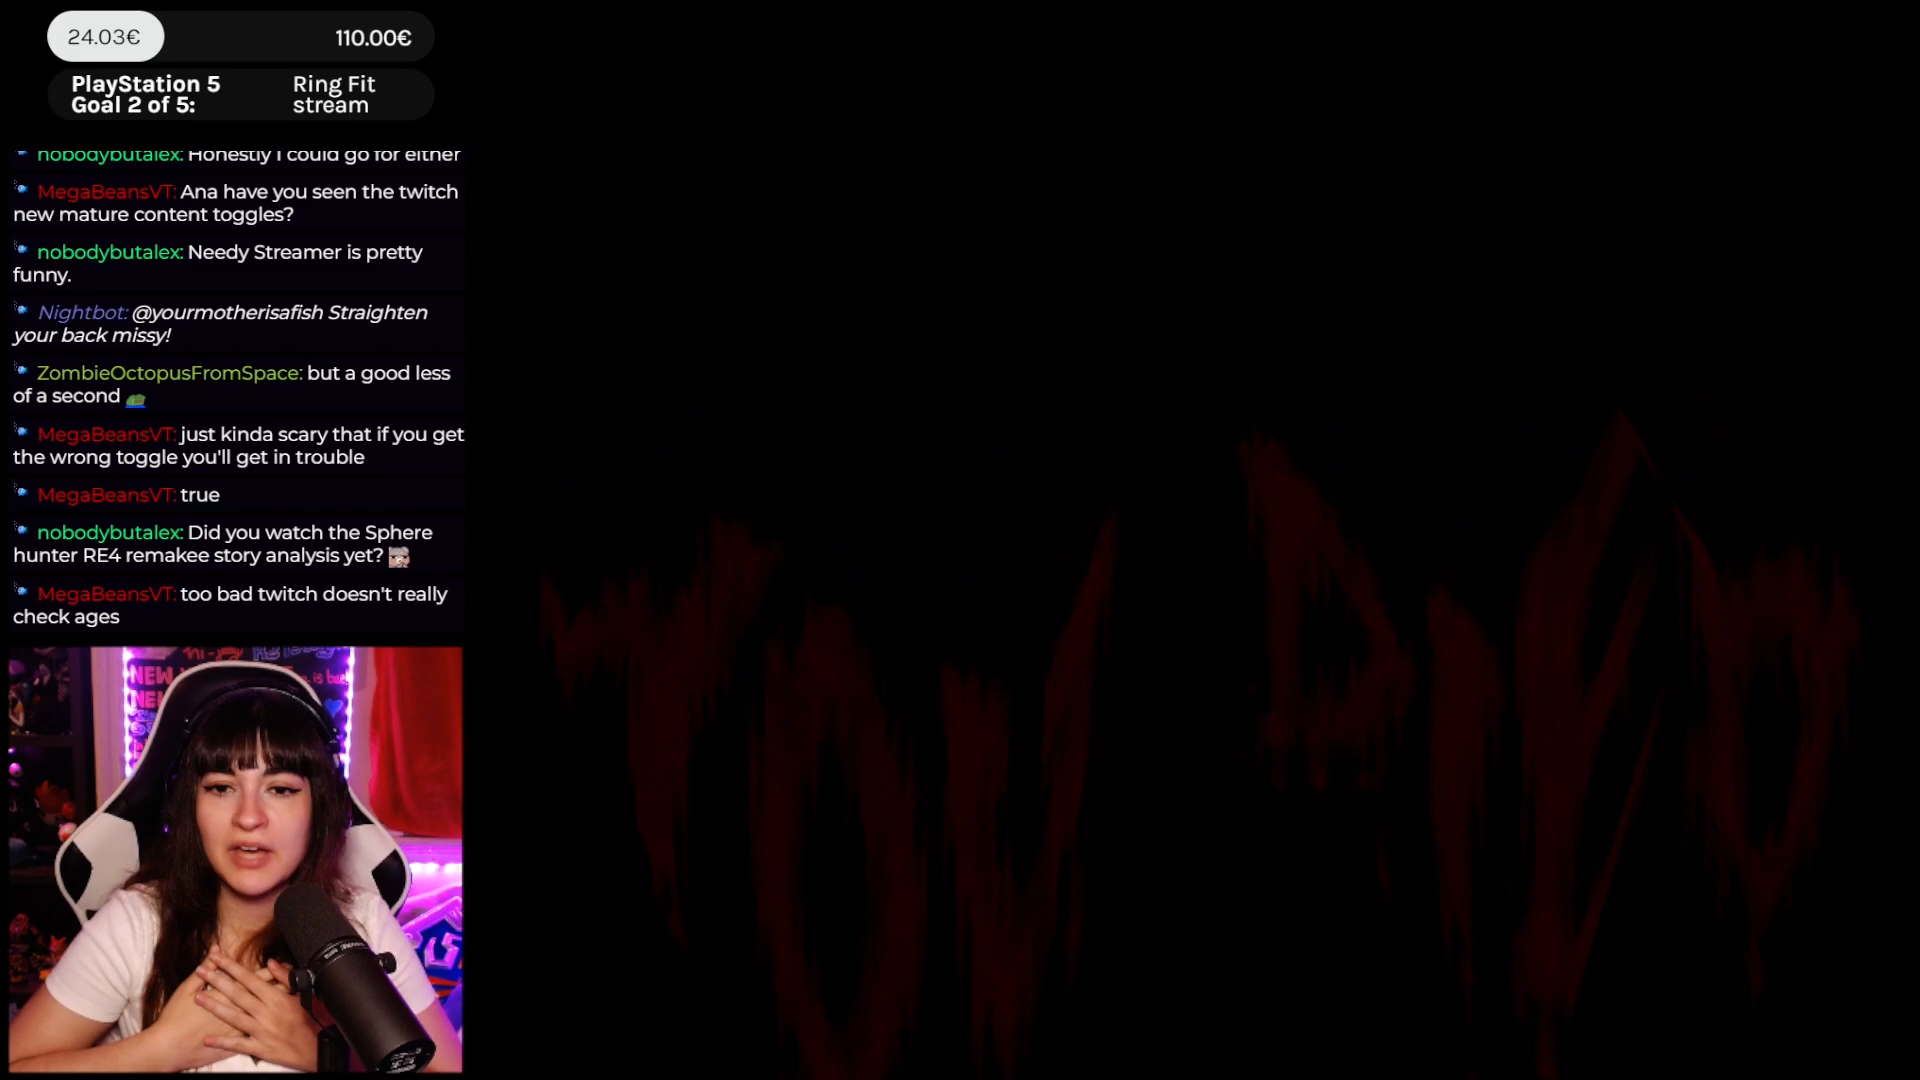 24.03€ 110.00€
PlayStation 5
Goal 2 of 5:
Ring Fit
stream
nobodybutalex: Honestly I could go for either
MegaBeansVT: Ana have you seen the twitch
new mature content toggles?
nobodybutalex: Needy Streamer is pretty
funny.
Nightbot: @yourmotherisafish Straighten
your back missy!
ZombieOctopusFromSpace: but a good less
of a second
MegaBeansVT: just kinda scary that if you get
the wrong toggle you'll get in trouble
MegaBeansVT: true
nobodybutalex: Did you watch the Sphere
hunter RE4 remakee story analysis yet?
MegaBeansVT: too bad twitch doesn't really
check ages
NEW